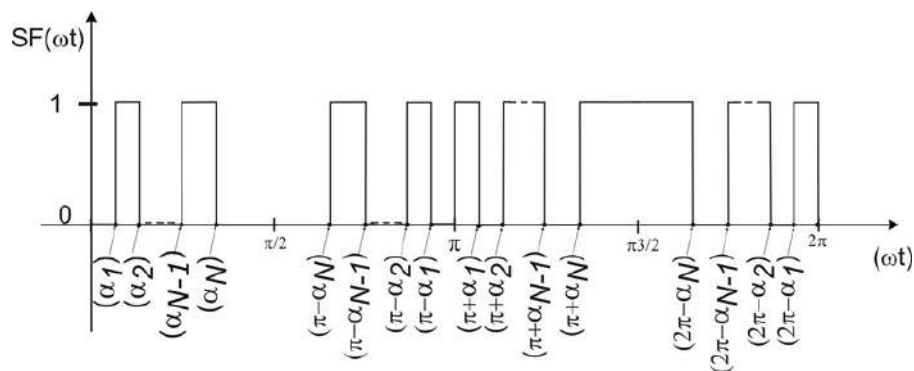 SF(ωt)
1
0
π/2
π
π3/2
2π
(ωt)
(α1)
(α2)
(αN-1)
(αN)
(π-αN)
(π-αN-1)
(π-α2)
(π-α1)
(π+α1)
(π+α2)
(π+αN-1)
(π+αN)
(2π-αN)
(2π-αN-1)
(2π-α2)
(2π-α1)